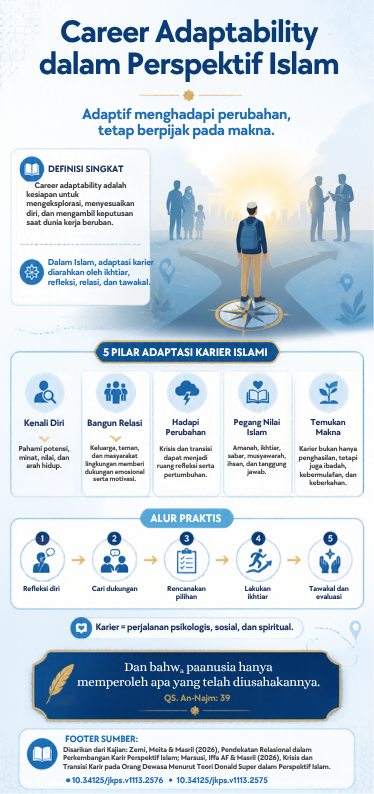 Career Adaptability
dalam Perspektif Islam
Adaptif menghadapi perubahan,
tetap berpijak pada makna.
DEFINISI SINGKAT
Career adaptability adalah
kesiapan untuk
mengeksplorasi, menyesuaikan
diri, dan mengambil keputusan
saat dunia kerja beruban.
Dalam Islam, adaptasi karier
diarahkan oleh ikhtiar,
refleksi, relasi, dan tawakal.
5 PILAR ADAPTASI KARIER ISLAMI
Kenali Diri
Pahami potensi,
minat, nilai, dan
arah hidup.
Bangun Relasi
Keluarga, teman,
dan masyarakat
lingkungan memberi
dukungan emosional
serta motivasi.
Hadapi
Perubahan
Krisis dan transisi
dapat menjadi
ruang refleksi serta
pertumbuhan.
Pegang Nilai
Islam
Amanah, ikhtiar,
sabar, musyawarah,
ihsan, dan tanggung
jawab.
Temukan
Makna
Karier bukan hanya
penghasilan, tetapi
juga ibadah,
kebermulafan, dan
keberkahan.
ALUR PRAKTIS
1
Refleksi diri
2
Cari dukungan
3
Rencanakan
pilihan
4
Lakukan
ikhtiar
5
Tawakal dan
evaluasi
Karier = perjalanan psikologis, sosial, dan spiritual.
Dan bahw„ paanusia hanya
memperoleh apa yang telah diusahakannya.
QS. An-Najm: 39
FOOTER SUMBER:
Disarikan dari Kajian: Zemi, Meita & Masril (2026), Pendekatan Relasional dalam
Perkembangan Karir Perspektif Islam; Marsusi, Iffa AF & Masril (2026), Krisis dan
Transisi Karir pada Orang Dewasa Menurut Teori Donald Super dalam Perspektif Islam.
10.34125/jkps.v1113.2576 • 10.34125/jkps.v1113.2575